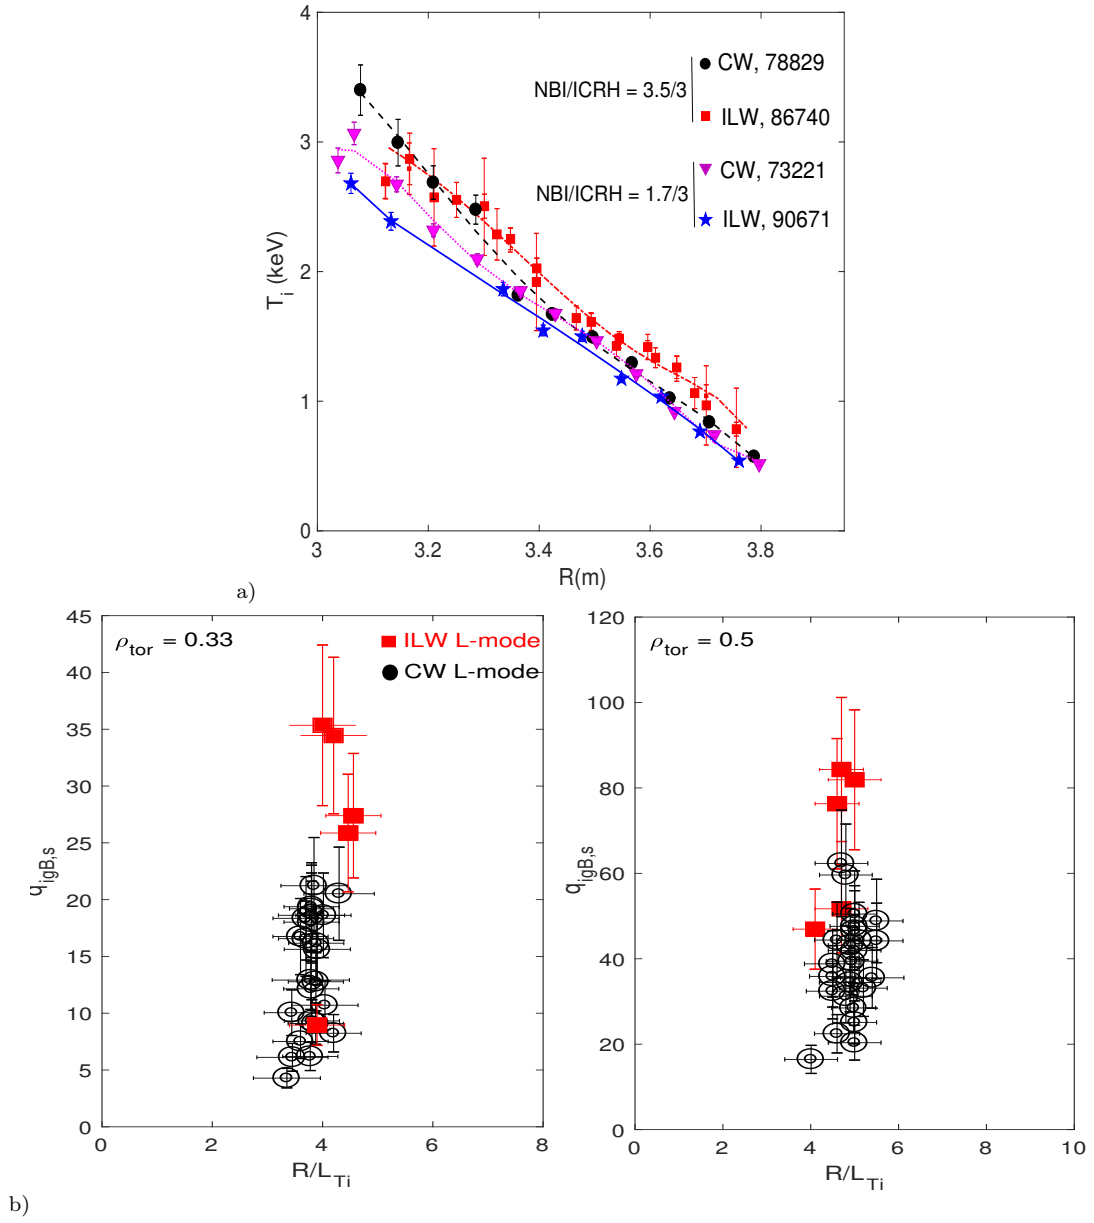 4
3
2
1
0
T_i (keV)
3
3.2
3.4
3.6
3.8
R(m)
NBI/ICRH = 3.5/3
CW, 78829
ILW, 86740
NBI/ICRH = 1.7/3
CW, 73221
ILW, 90671
a)
45
40
35
30
25
20
15
10
5
0
q_igB,s
ρ_tor = 0.33
ILW L-mode
CW L-mode
0
2
4
6
8
R/L_Ti
120
100
80
60
40
20
0
q_igB,s
ρ_tor = 0.5
0
2
4
6
8
10
R/L_Ti
b)